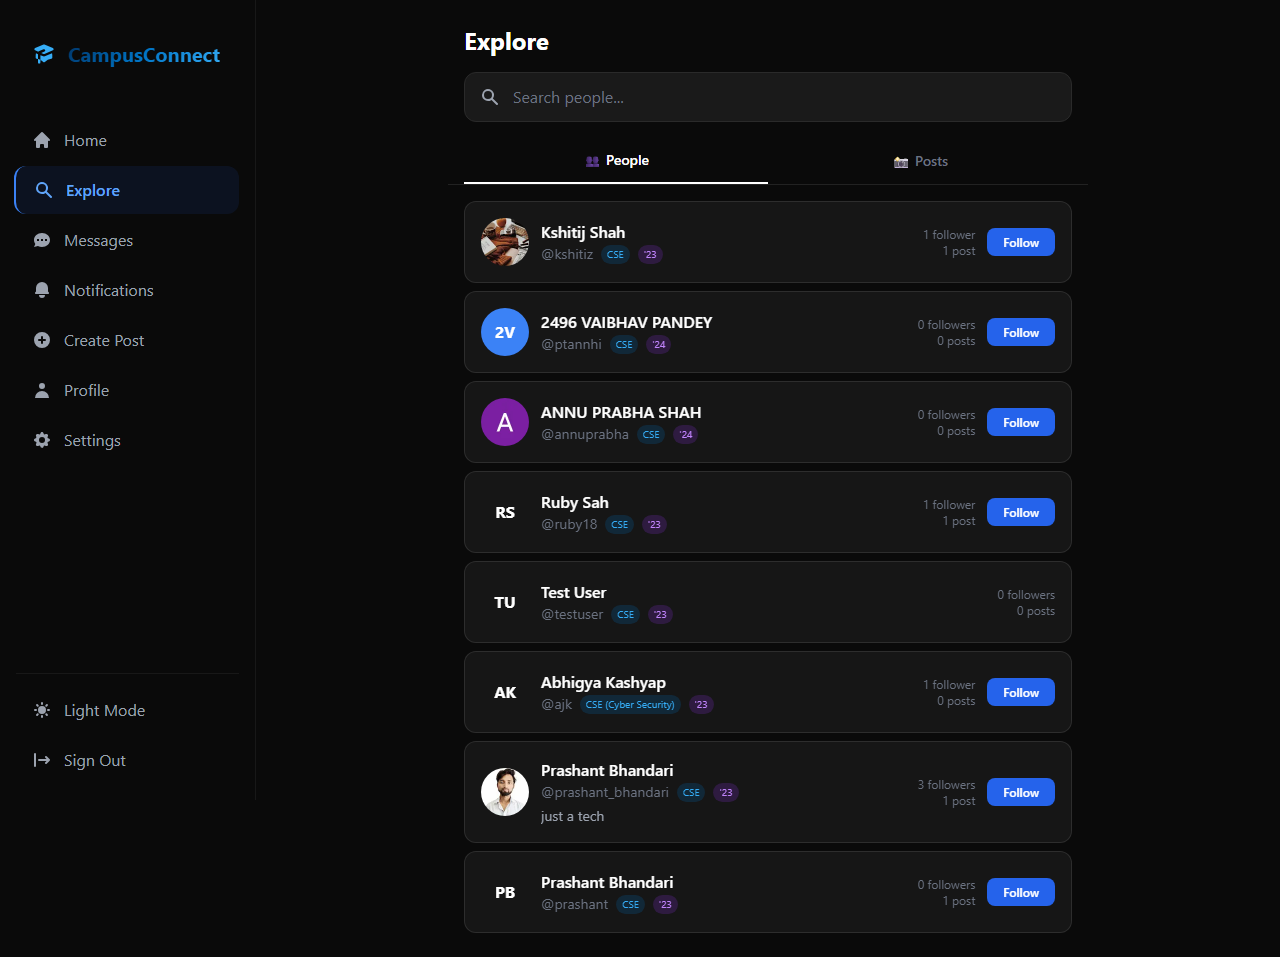 CampusConnect
Home
Explore
Messages
Notifications
Create Post
Profile
Settings
Light Mode
Sign Out
Explore
Search people...
People
Posts
Kshitij Shah
@kshitiz CSE '23
1 follower
1 post
Follow
2V
2496 VAIBHAV PANDEY
@ptannhi CSE '24
0 followers
0 posts
Follow
A
ANNU PRABHA SHAH
@annuprabha CSE '24
0 followers
0 posts
Follow
RS
Ruby Sah
@ruby18 CSE '23
1 follower
1 post
Follow
TU
Test User
@testuser CSE '23
0 followers
0 posts
AK
Abhigya Kashyap
@ajk CSE (Cyber Security) '23
1 follower
0 posts
Follow
Prashant Bhandari
@prashant_bhandari CSE '23
just a tech
3 followers
1 post
Follow
PB
Prashant Bhandari
@prashant CSE '23
0 followers
1 post
Follow